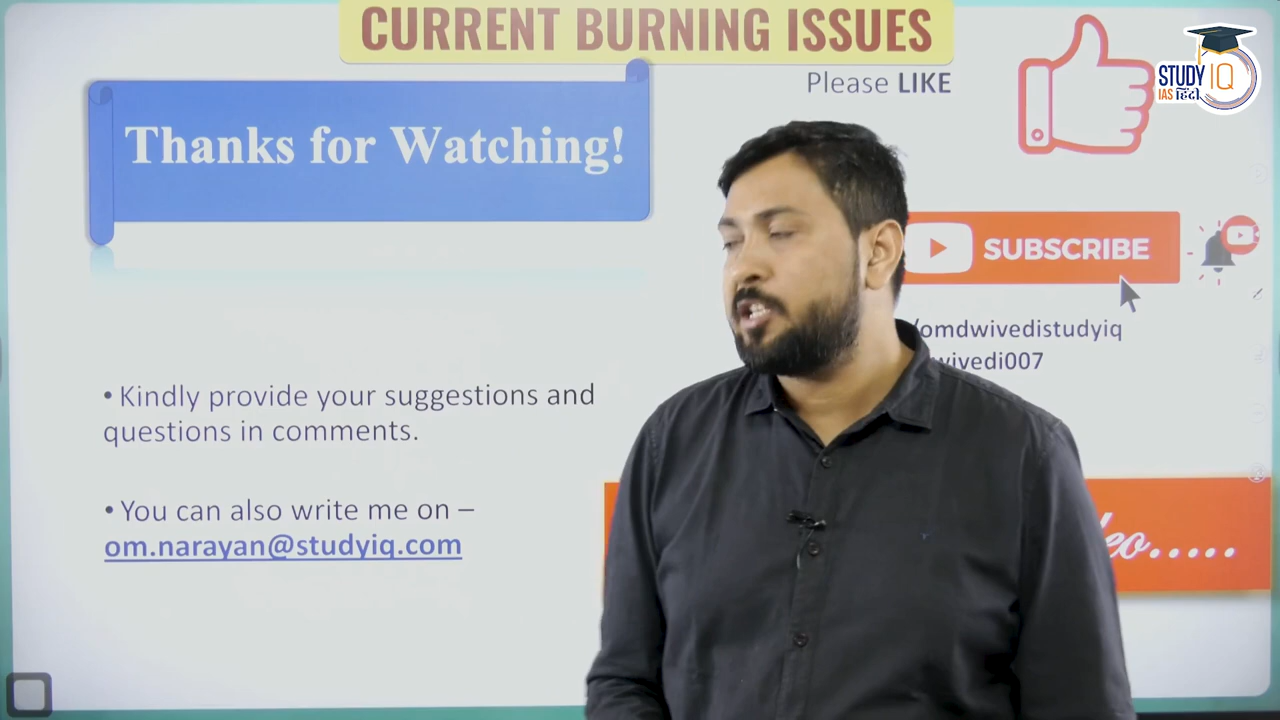 CURRENT BURNING ISSUES
Please LIKE
STUDY IQ
IAS हिंदी
Thanks for Watching!
SUBSCRIBE
/omdwivedistudyiq
wivedi007
• Kindly provide your suggestions and
questions in comments.
• You can also write me on –
om.narayan@studyiq.com
eo.....